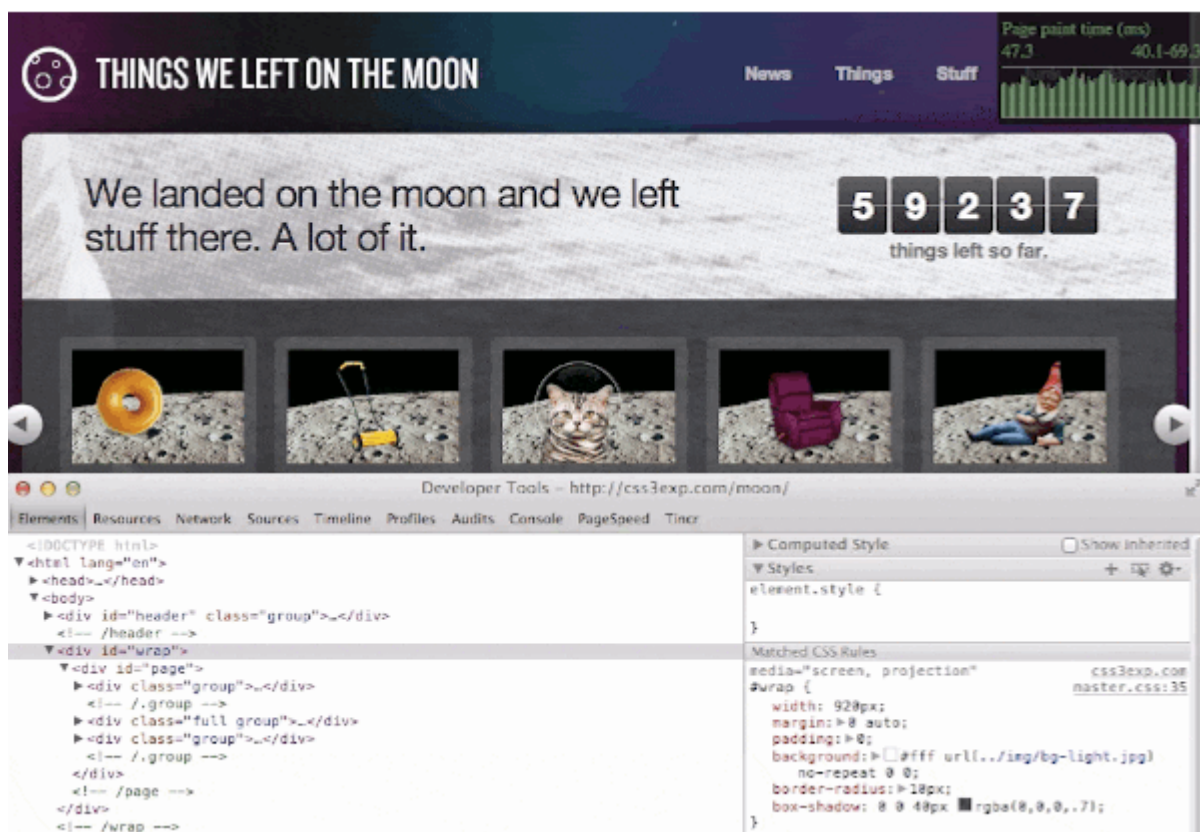 Page paint time (ms)
47.3 40.1-69.
THINGS WE LEFT ON THE MOON
News Things Stuff
We landed on the moon and we left
stuff there. A lot of it.
5 9 2 3 7
things left so far.
Developer Tools - http://css3exp.com/moon/
Elements Resources Network Sources Timeline Profiles Audits Console PageSpeed Tincr
<!DOCTYPE html>
▼<html lang="en">
▶<head>…</head>
▼<body>
▶<div id="header" class="group">…</div>
<!-- /header -->
▼<div id="wrap">
▼<div id="page">
▶<div class="group">…</div>
<!-- /.group -->
▶<div class="full group">…</div>
▶<div class="group">…</div>
<!-- /.group -->
</div>
<!-- /page -->
</div>
<!-- /wrap -->
▶ Computed Style Show inherited
▼ Styles
element.style {
}
Matched CSS Rules
media="screen, projection" css3exp.com
#wrap { master.css:35
width: 920px;
margin:▶0 auto;
padding:▶0;
background:▶#fff url(../img/bg-light.jpg)
no-repeat 0 0;
border-radius:▶10px;
box-shadow: 0 0 40px rgba(0,0,0,.7);
}